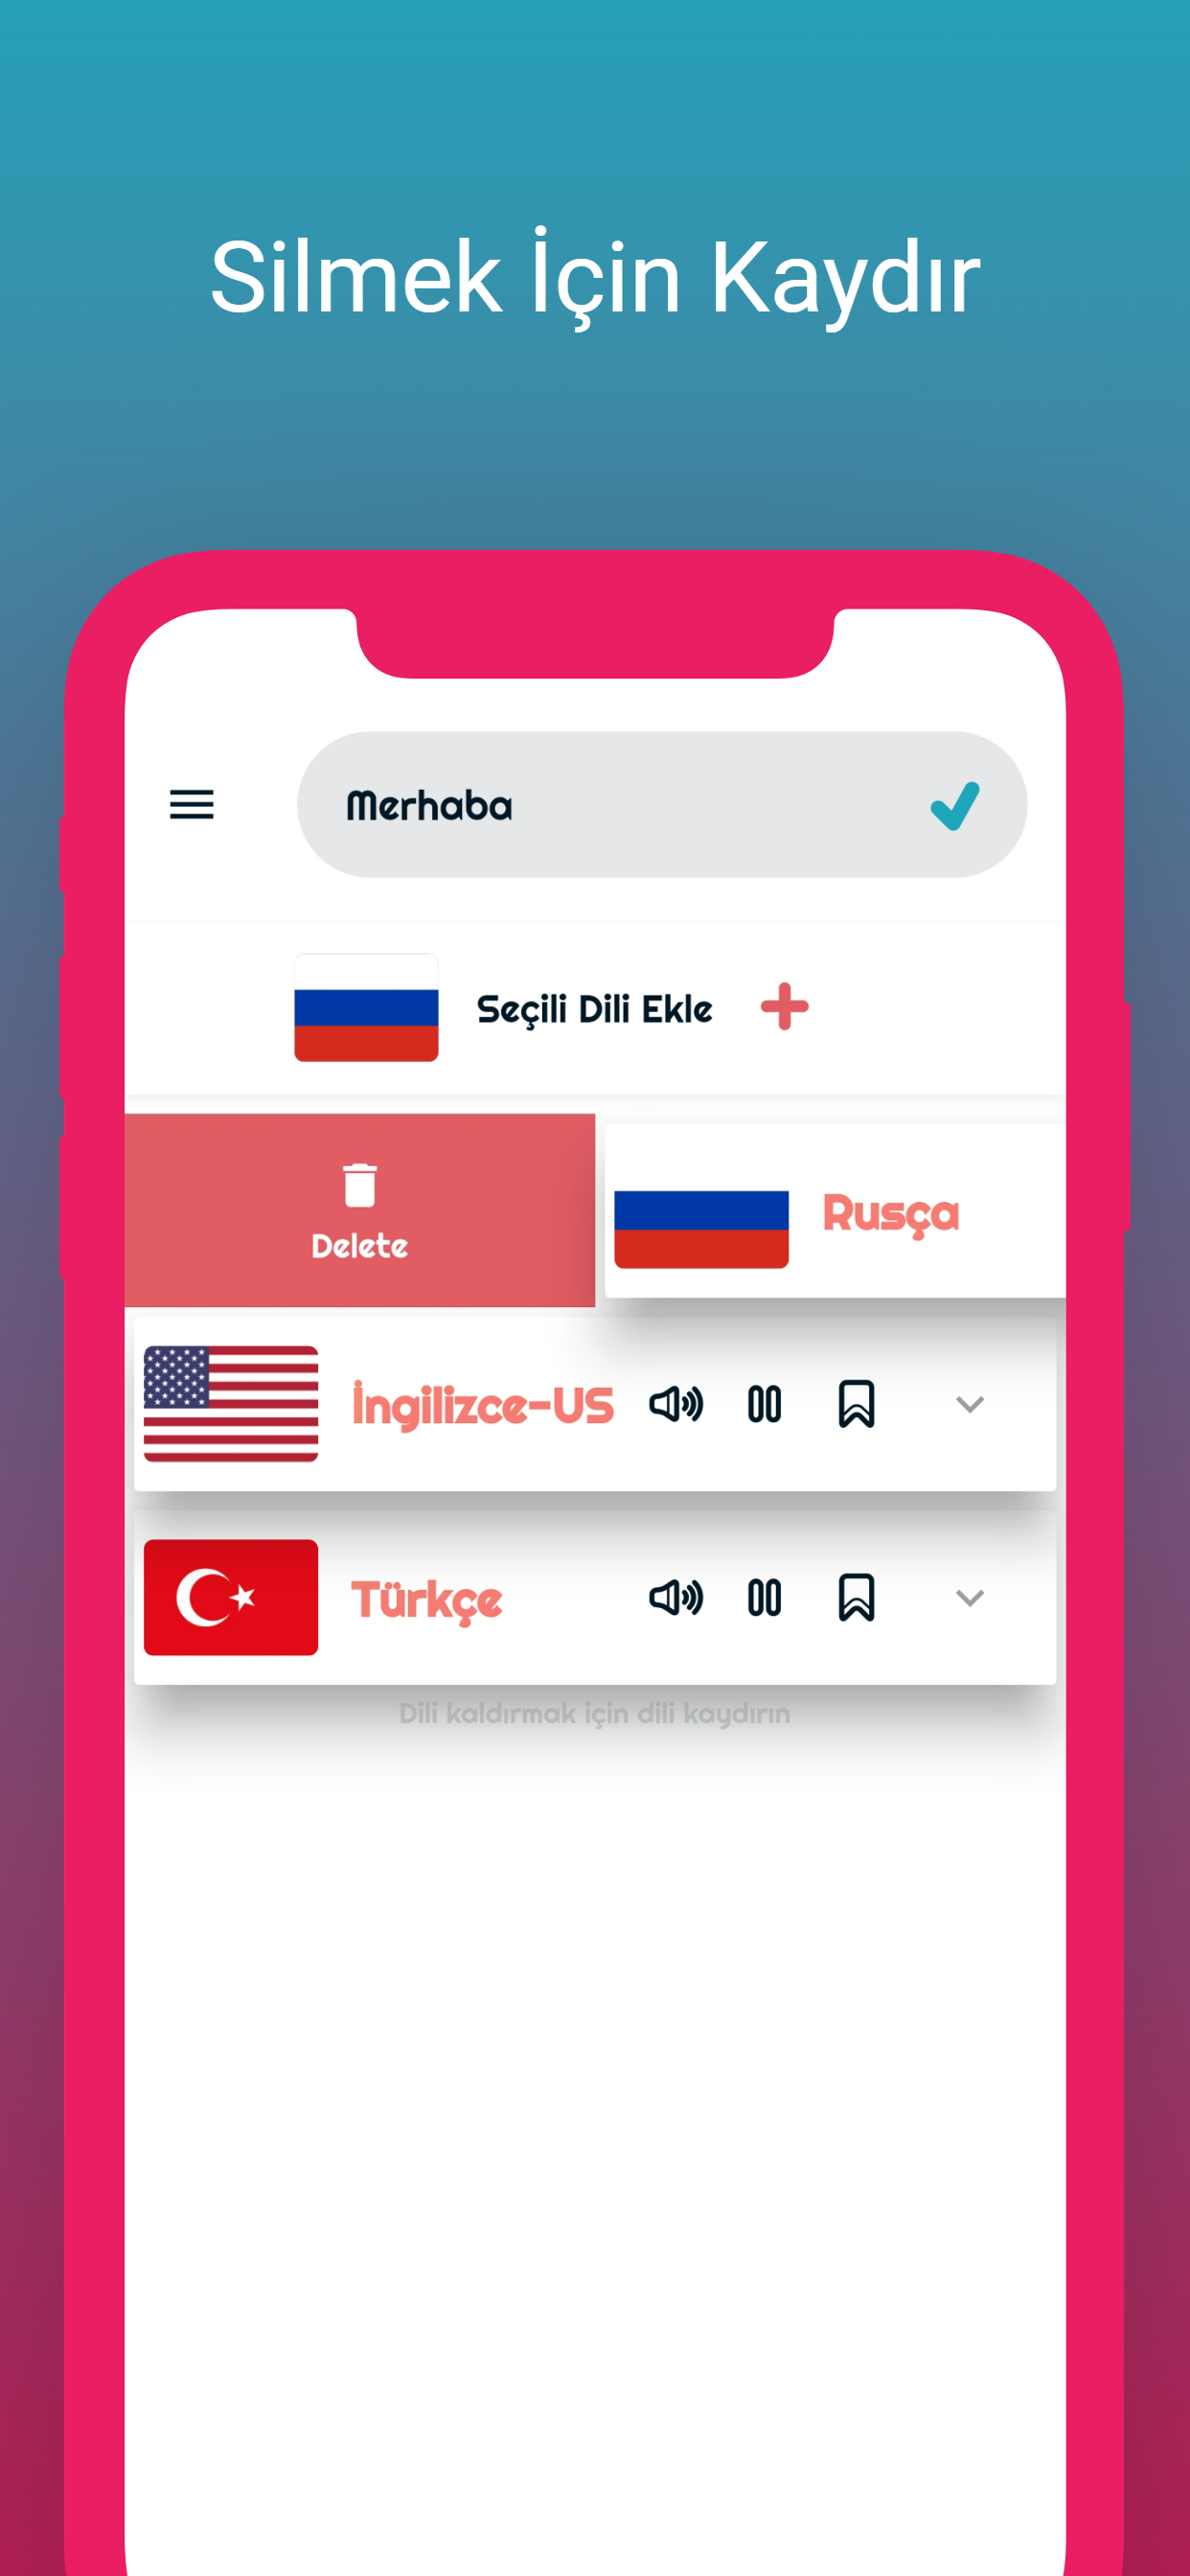 Silmek İçin Kaydır
Merhaba
Seçili Dili Ekle
Delete
Rusça
İngilizce-US
Türkçe
Dili kaldırmak için dili kaydırın